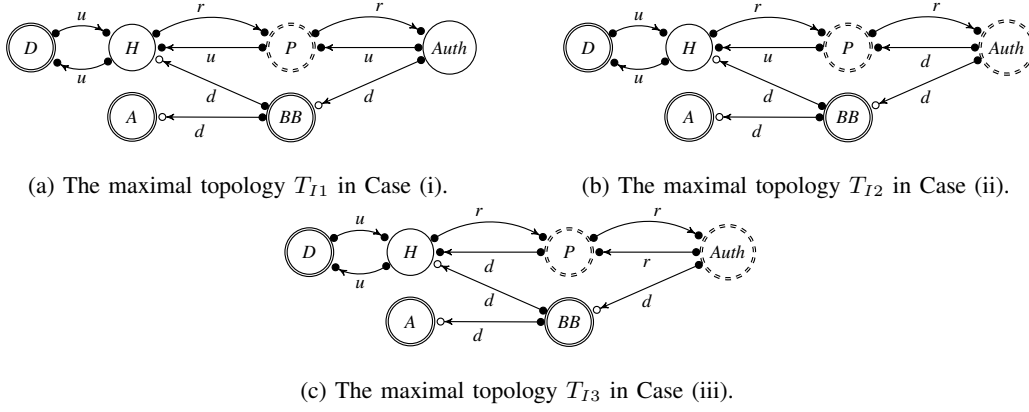 u r r u r r
D H P Auth D H P Auth
u u d u u d
d d d d
A BB A BB
d d
(a) The maximal topology T_{I1} in Case (i). (b) The maximal topology T_{I2} in Case (ii).
u r r
D H P Auth
u d r
d d
A BB
d
(c) The maximal topology T_{I3} in Case (iii).